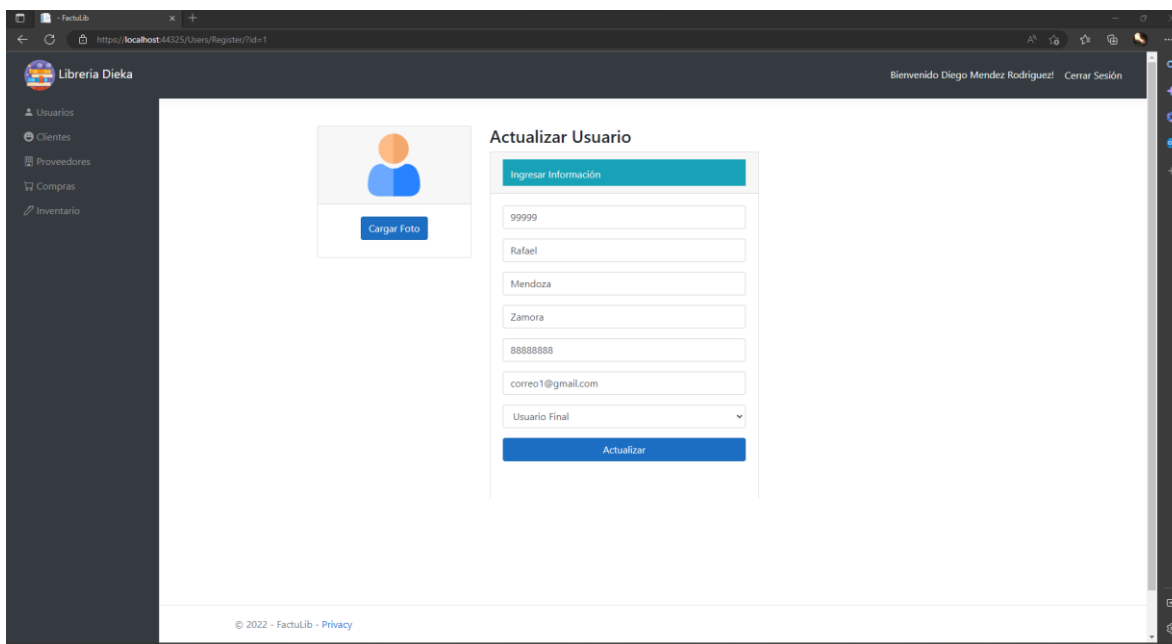 - FactuLib
https://localhost:44325/Users/Register/?id=1
Libreria Dieka
Bienvenido Diego Mendez Rodriguez! Cerrar Sesión
Usuarios
Clientes
Proveedores
Compras
Inventario
Cargar Foto
Actualizar Usuario
Ingresar Información
99999
Rafael
Mendoza
Zamora
88888888
correo1@gmail.com
Usuario Final
Actualizar
© 2022 - FactuLib - Privacy